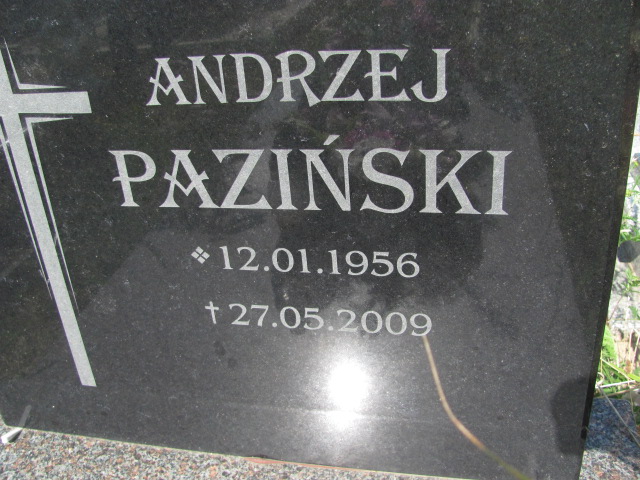 ANDRZEJ
PAZIŃSKI
❖ 12.01.1956
† 27.05.2009